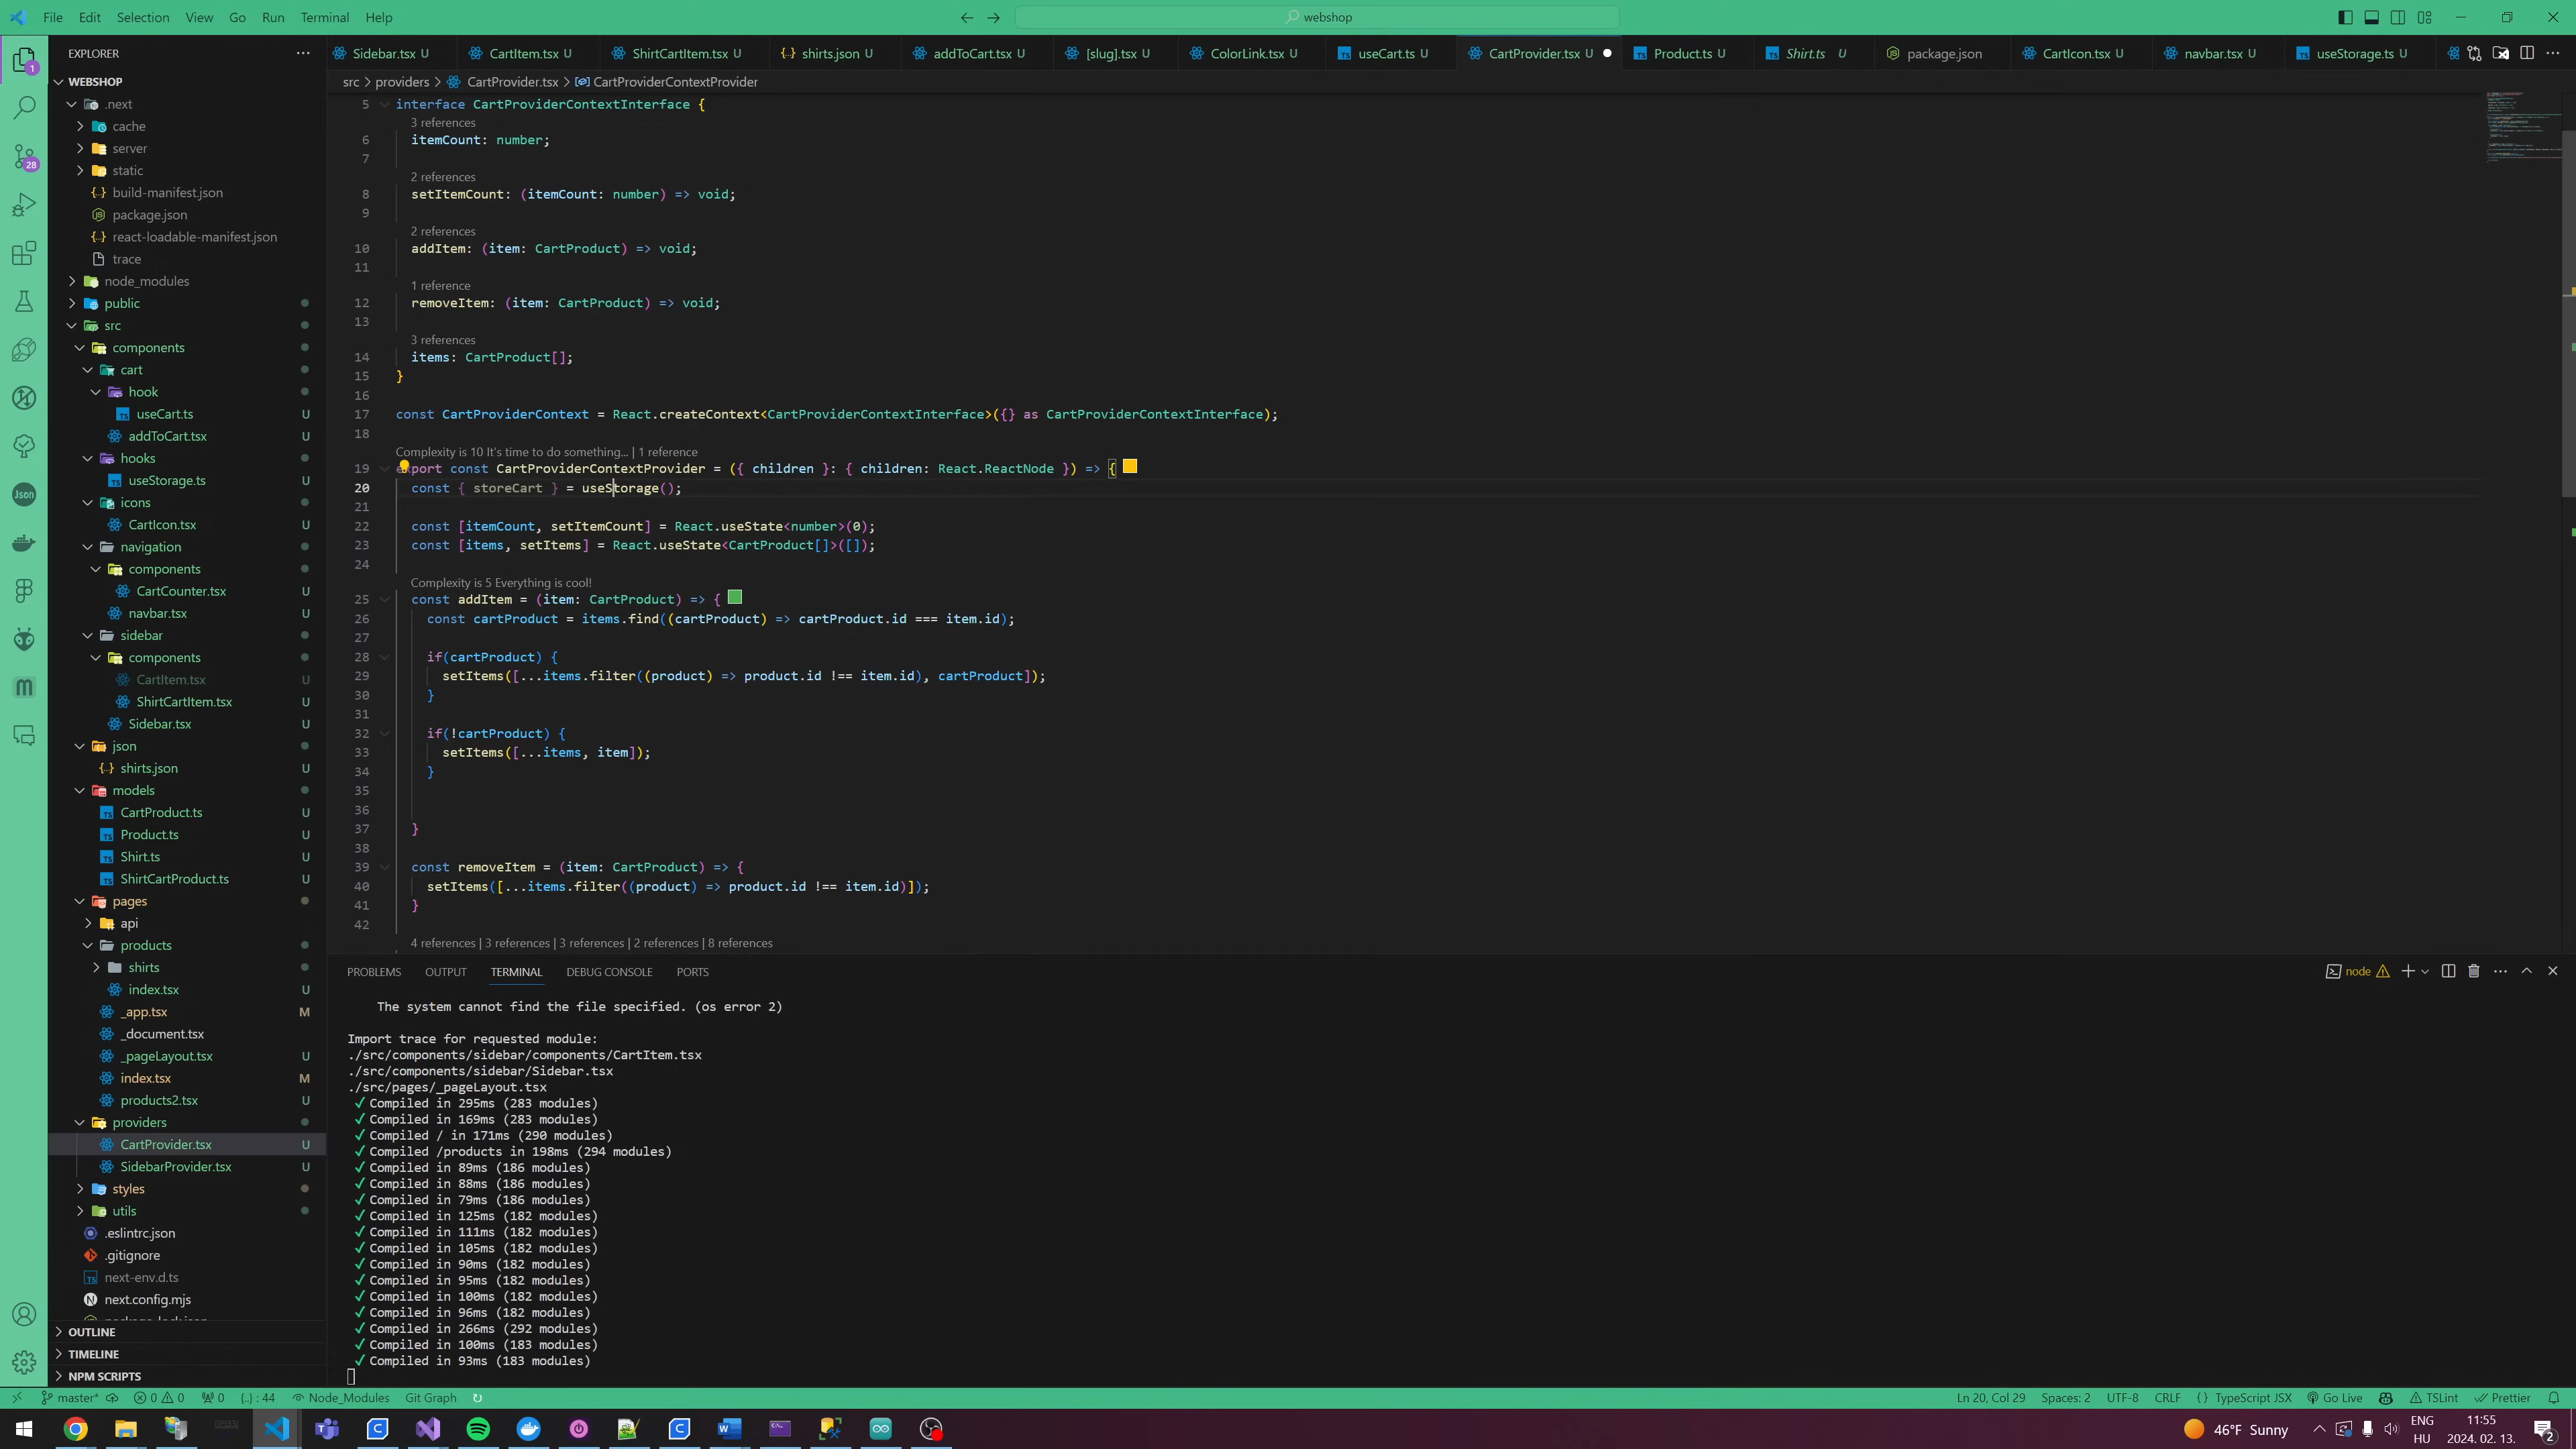 File Edit Selection View Go Run Terminal Help
webshop
EXPLORER
WEBSHOP
.next
cache
server
static
build-manifest.json
package.json
react-loadable-manifest.json
trace
node_modules
public
src
components
cart
hook
useCart.ts U
addToCart.tsx U
hooks
useStorage.ts U
icons
CartIcon.tsx U
navigation
components
CartCounter.tsx U
navbar.tsx U
sidebar
components
CartItem.tsx U
ShirtCartItem.tsx U
Sidebar.tsx U
json
shirts.json U
models
CartProduct.ts U
Product.ts U
Shirt.ts U
ShirtCartProduct.ts U
pages
api
products
shirts
index.tsx U
_app.tsx M
_document.tsx
_pageLayout.tsx U
index.tsx M
products2.tsx U
providers
CartProvider.tsx U
SidebarProvider.tsx U
styles
utils
.eslintrc.json
.gitignore
next-env.d.ts
next.config.mjs
OUTLINE
TIMELINE
NPM SCRIPTS
1
28
Json
Sidebar.tsx U CartItem.tsx U ShirtCartItem.tsx U shirts.json U addToCart.tsx U [slug].tsx U ColorLink.tsx U useCart.ts U CartProvider.tsx U Product.ts U Shirt.ts U package.json CartIcon.tsx U navbar.tsx U useStorage.ts U
src > providers > CartProvider.tsx > CartProviderContextProvider
5 interface CartProviderContextInterface {
3 references
6 itemCount: number;
7
2 references
8 setItemCount: (itemCount: number) => void;
9
2 references
10 addItem: (item: CartProduct) => void;
11
1 reference
12 removeItem: (item: CartProduct) => void;
13
3 references
14 items: CartProduct[];
15 }
16
17 const CartProviderContext = React.createContext<CartProviderContextInterface>({} as CartProviderContextInterface);
18
Complexity is 10 It's time to do something... | 1 reference
19 export const CartProviderContextProvider = ({ children }: { children: React.ReactNode }) => {
20 const { storeCart } = useStorage();
21
22 const [itemCount, setItemCount] = React.useState<number>(0);
23 const [items, setItems] = React.useState<CartProduct[]>([]);
24
Complexity is 5 Everything is cool!
25 const addItem = (item: CartProduct) => {
26 const cartProduct = items.find((cartProduct) => cartProduct.id === item.id);
27
28 if(cartProduct) {
29 setItems([...items.filter((product) => product.id !== item.id), cartProduct]);
30 }
31
32 if(!cartProduct) {
33 setItems([...items, item]);
34 }
35
36
37 }
38
39 const removeItem = (item: CartProduct) => {
40 setItems([...items.filter((product) => product.id !== item.id)]);
41 }
42
4 references | 3 references | 3 references | 2 references | 8 references
PROBLEMS OUTPUT TERMINAL DEBUG CONSOLE PORTS
node
The system cannot find the file specified. (os error 2)
Import trace for requested module:
./src/components/sidebar/components/CartItem.tsx
./src/components/sidebar/Sidebar.tsx
./src/pages/_pageLayout.tsx
✓ Compiled in 295ms (283 modules)
✓ Compiled in 169ms (283 modules)
✓ Compiled / in 171ms (290 modules)
✓ Compiled /products in 198ms (294 modules)
✓ Compiled in 89ms (186 modules)
✓ Compiled in 88ms (186 modules)
✓ Compiled in 79ms (186 modules)
✓ Compiled in 125ms (182 modules)
✓ Compiled in 111ms (182 modules)
✓ Compiled in 105ms (182 modules)
✓ Compiled in 90ms (182 modules)
✓ Compiled in 95ms (182 modules)
✓ Compiled in 100ms (182 modules)
✓ Compiled in 96ms (182 modules)
✓ Compiled in 266ms (292 modules)
✓ Compiled in 100ms (183 modules)
✓ Compiled in 93ms (183 modules)
master* 0 0 0 {..} : 44 Node_Modules Git Graph
Ln 20, Col 29 Spaces: 2 UTF-8 CRLF { } TypeScript JSX Go Live TSLint Prettier
46°F Sunny
ENG
HU
11:55
2024. 02. 13.
2